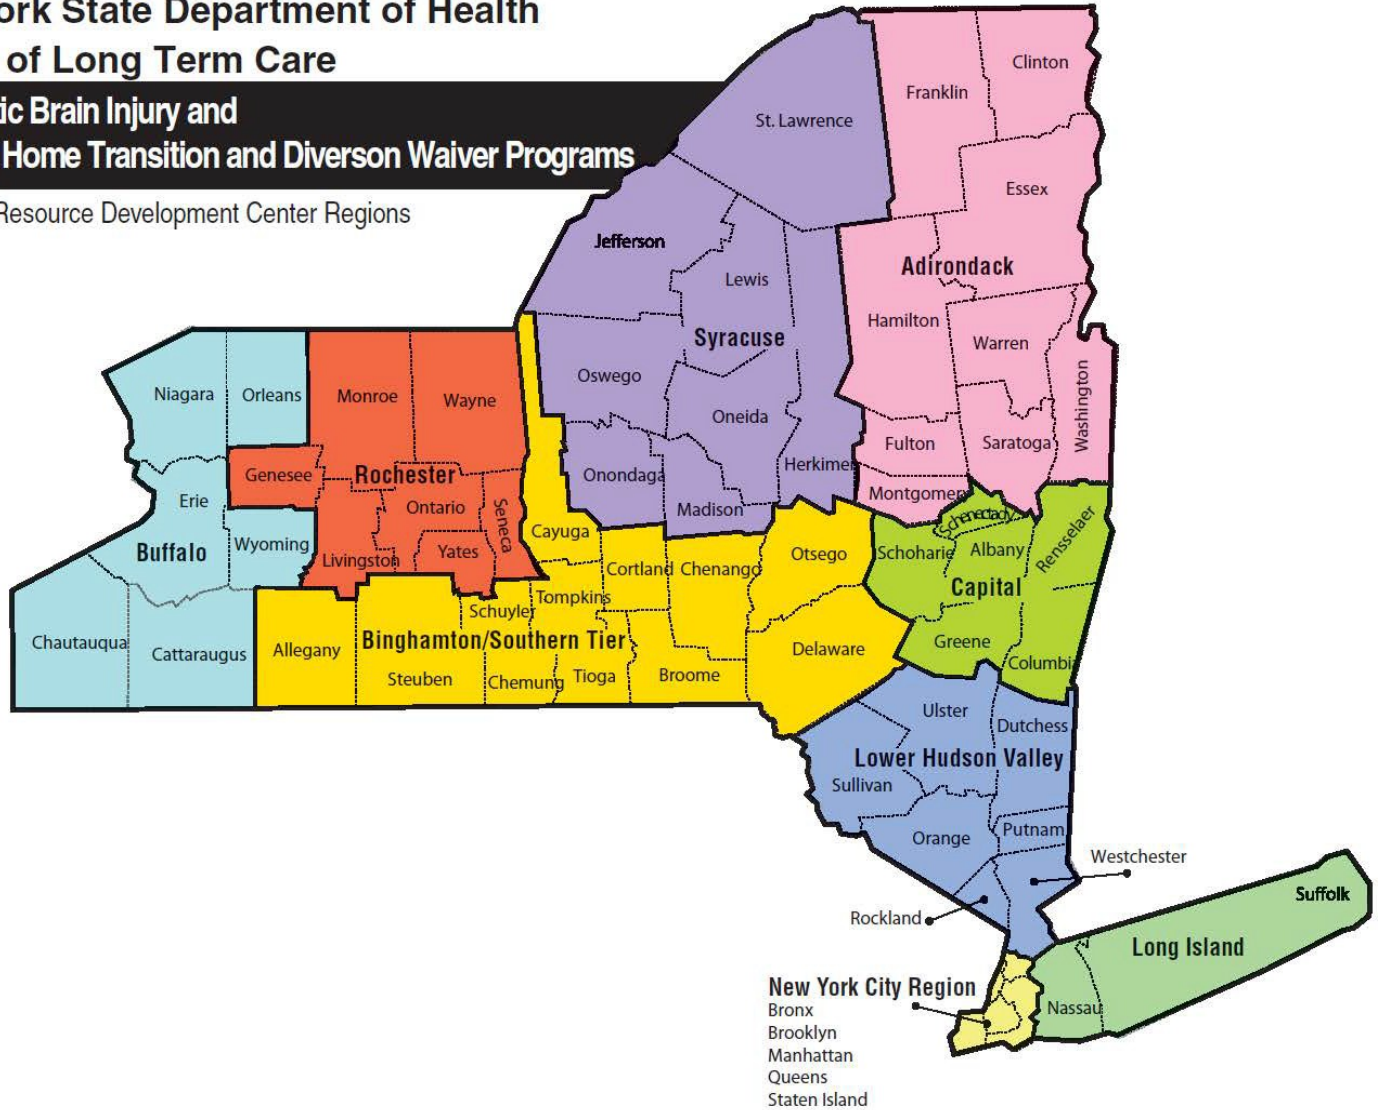 ork State Department of Health
of Long Term Care
tic Brain Injury and
Home Transition and Diverson Waiver Programs
Resource Development Center Regions
Clinton
Franklin
St. Lawrence
Essex
Jefferson
Adirondack
Lewis
Hamilton
Syracuse
Warren
Oswego
Niagara
Orleans
Monroe
Wayne
Washington
Oneida
Fulton
Saratoga
Herkimer
Genesee
Rochester
Onondaga
Montgomer
Erie
Ontario
Seneca
Madison
Schenectady
Rensselaer
Buffalo
Wyoming
Livingston
Yates
Cayuga
Otsego
Schoharie
Albany
Cortland
Chenango
Capital
Schuyler
Tompkins
Chautauqua
Cattaraugus
Allegany
Binghamton/Southern Tier
Delaware
Greene
Columbia
Steuben
Chemung
Tioga
Broome
Ulster
Dutchess
Lower Hudson Valley
Sullivan
Orange
Putnam
Westchester
Rockland
Suffolk
Long Island
Nassau
New York City Region
Bronx
Brooklyn
Manhattan
Queens
Staten Island